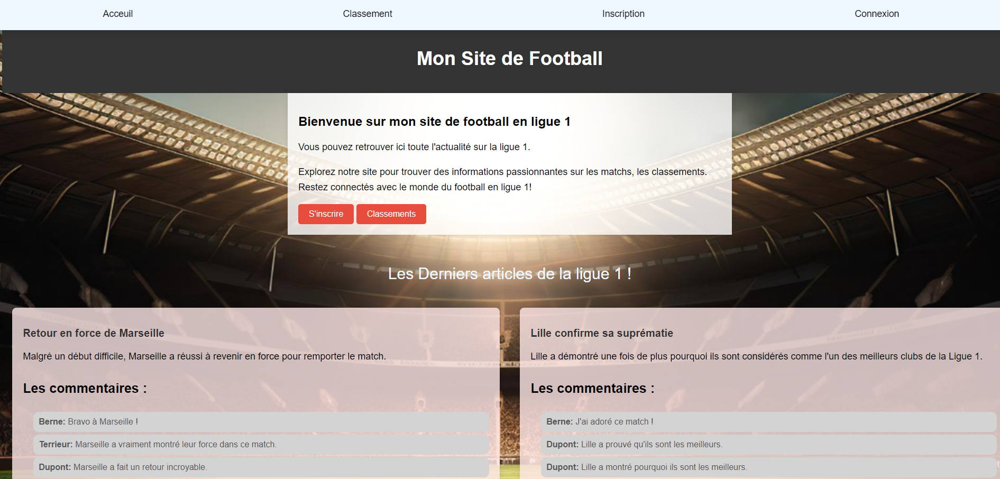 Acceuil Classement Inscription Connexion
Mon Site de Football
Bienvenue sur mon site de football en ligue 1
Vous pouvez retrouver ici toute l'actualité sur la ligue 1.
Explorez notre site pour trouver des informations passionnantes sur les matchs, les classements.
Restez connectés avec le monde du football en ligue 1!
S'inscrire Classements
Les Derniers articles de la ligue 1 !
Retour en force de Marseille
Malgré un début difficile, Marseille a réussi à revenir en force pour remporter le match.
Les commentaires :
Berne: Bravo à Marseille !
Terrieur: Marseille a vraiment montré leur force dans ce match.
Dupont: Marseille a fait un retour incroyable.
Lille confirme sa suprématie
Lille a démontré une fois de plus pourquoi ils sont considérés comme l'un des meilleurs clubs de la Ligue 1.
Les commentaires :
Berne: J'ai adoré ce match !
Dupont: Lille a prouvé qu'ils sont les meilleurs.
Dupont: Lille a montré pourquoi ils sont les meilleurs.